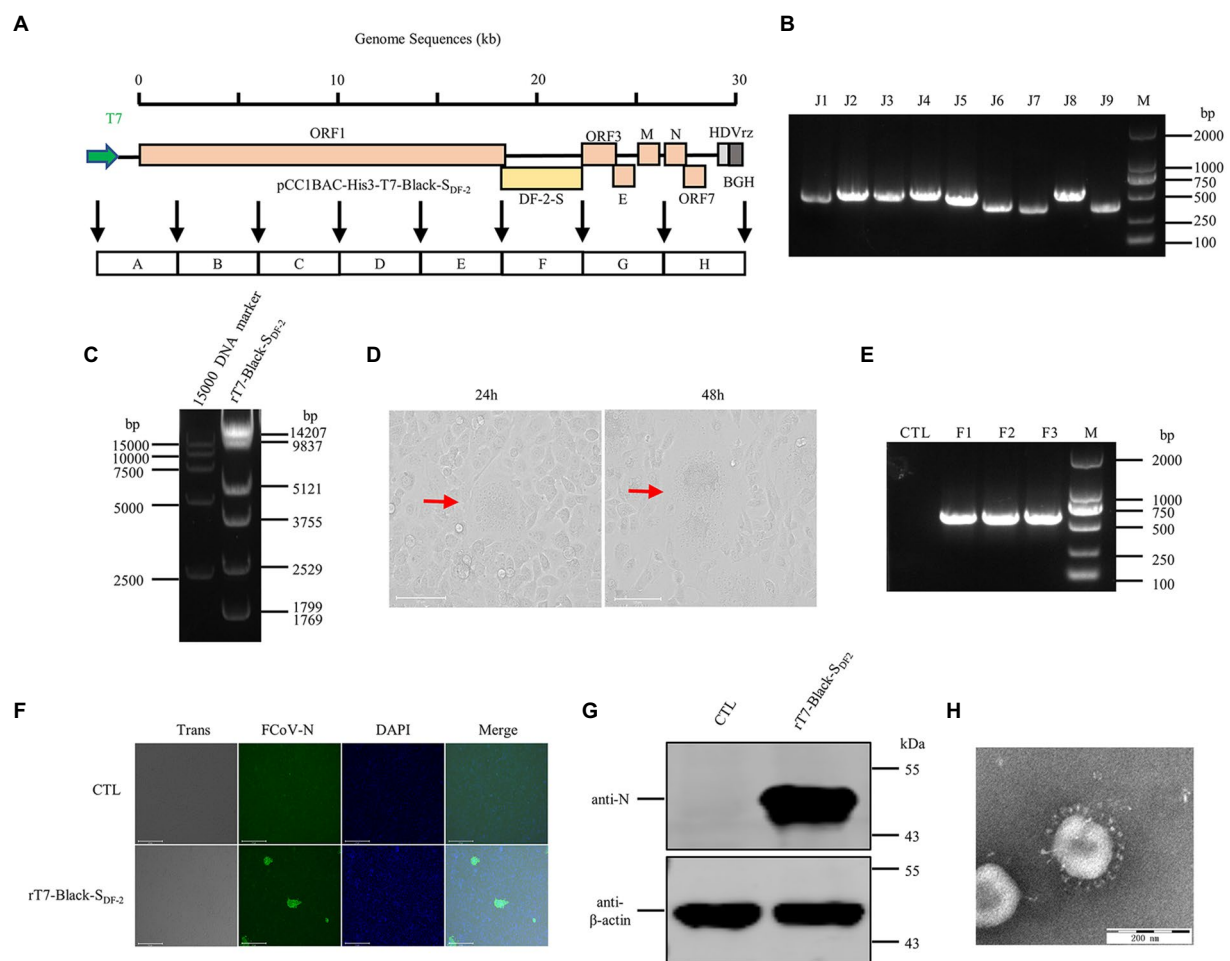 A
Genome Sequences (kb)
0 10 20 30
T7
ORF1
ORF3 M N HDVrz
pCC1BAC-His3-T7-Black-S_DF-2
DF-2-S E ORF7 BGH
A B C D E F G H
B
J1 J2 J3 J4 J5 J6 J7 J8 J9 M
bp
2000
1000
750
500
250
100
C
15000 DNA marker
rT7-Black-S_DF-2
bp
15000
10000
7500
5000
2500
bp
14207
9837
5121
3755
2529
1799
1769
D
24h 48h
E
CTL F1 F2 F3 M
bp
2000
1000
750
500
250
100
F
Trans FCoV-N DAPI Merge
CTL
rT7-Black-S_DF-2
G
CTL
rT7-Black-S_DF2
kDa
anti-N
55
43
anti-
β-actin
55
43
H
200 nm